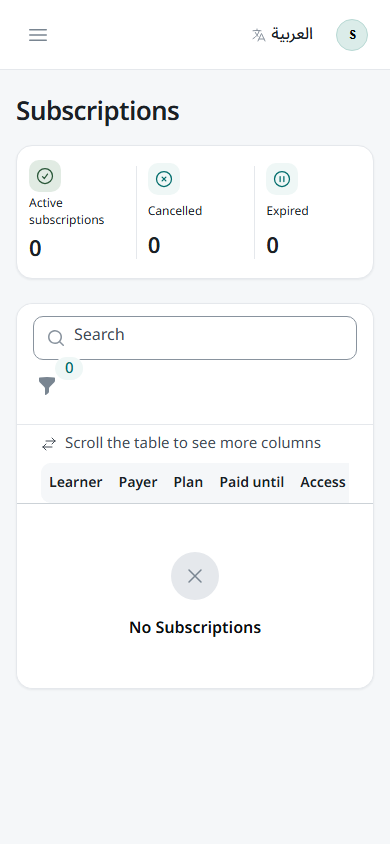 العربية
S
Subscriptions
Active subscriptions
0
Cancelled
0
Expired
0
Search
0
Scroll the table to see more columns
Learner Payer Plan Paid until Access
No Subscriptions